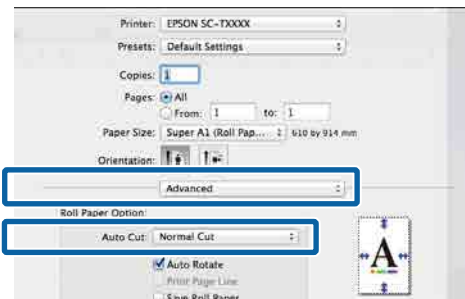 Printer: EPSON SC-TXXXX
Presets: Default Settings
Copies: 1
Pages: All
From: 1 to: 1
Paper Size: Super A1 (Roll Pap... 610 by 914 mm
Orientation:
Advanced
Roll Paper Option:
Auto Cut: Normal Cut
Auto Rotate
Print Page Line
Save Roll Paper
A